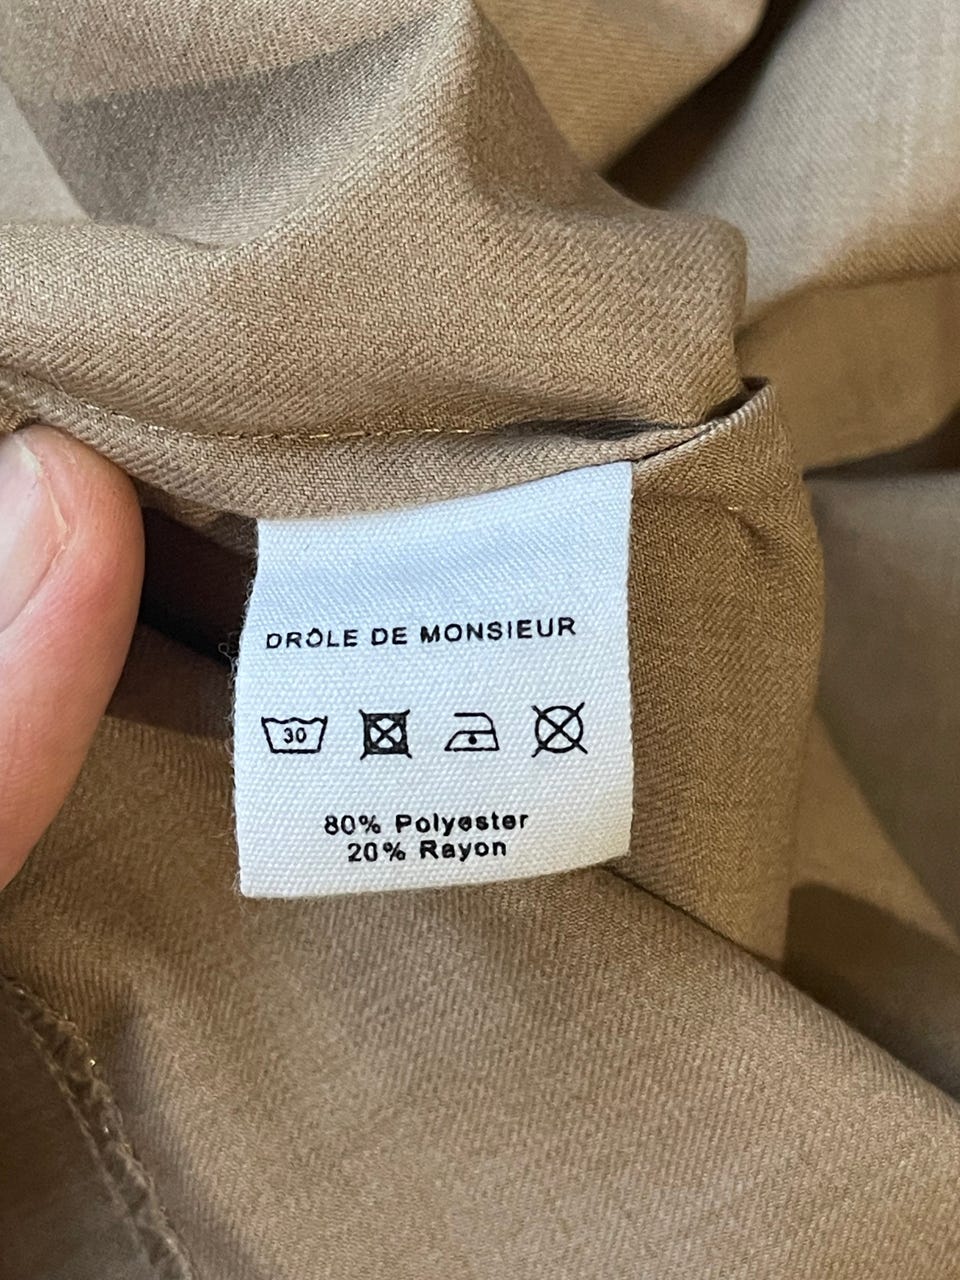 DRÔLE DE MONSIEUR
30
80% Polyester
20% Rayon